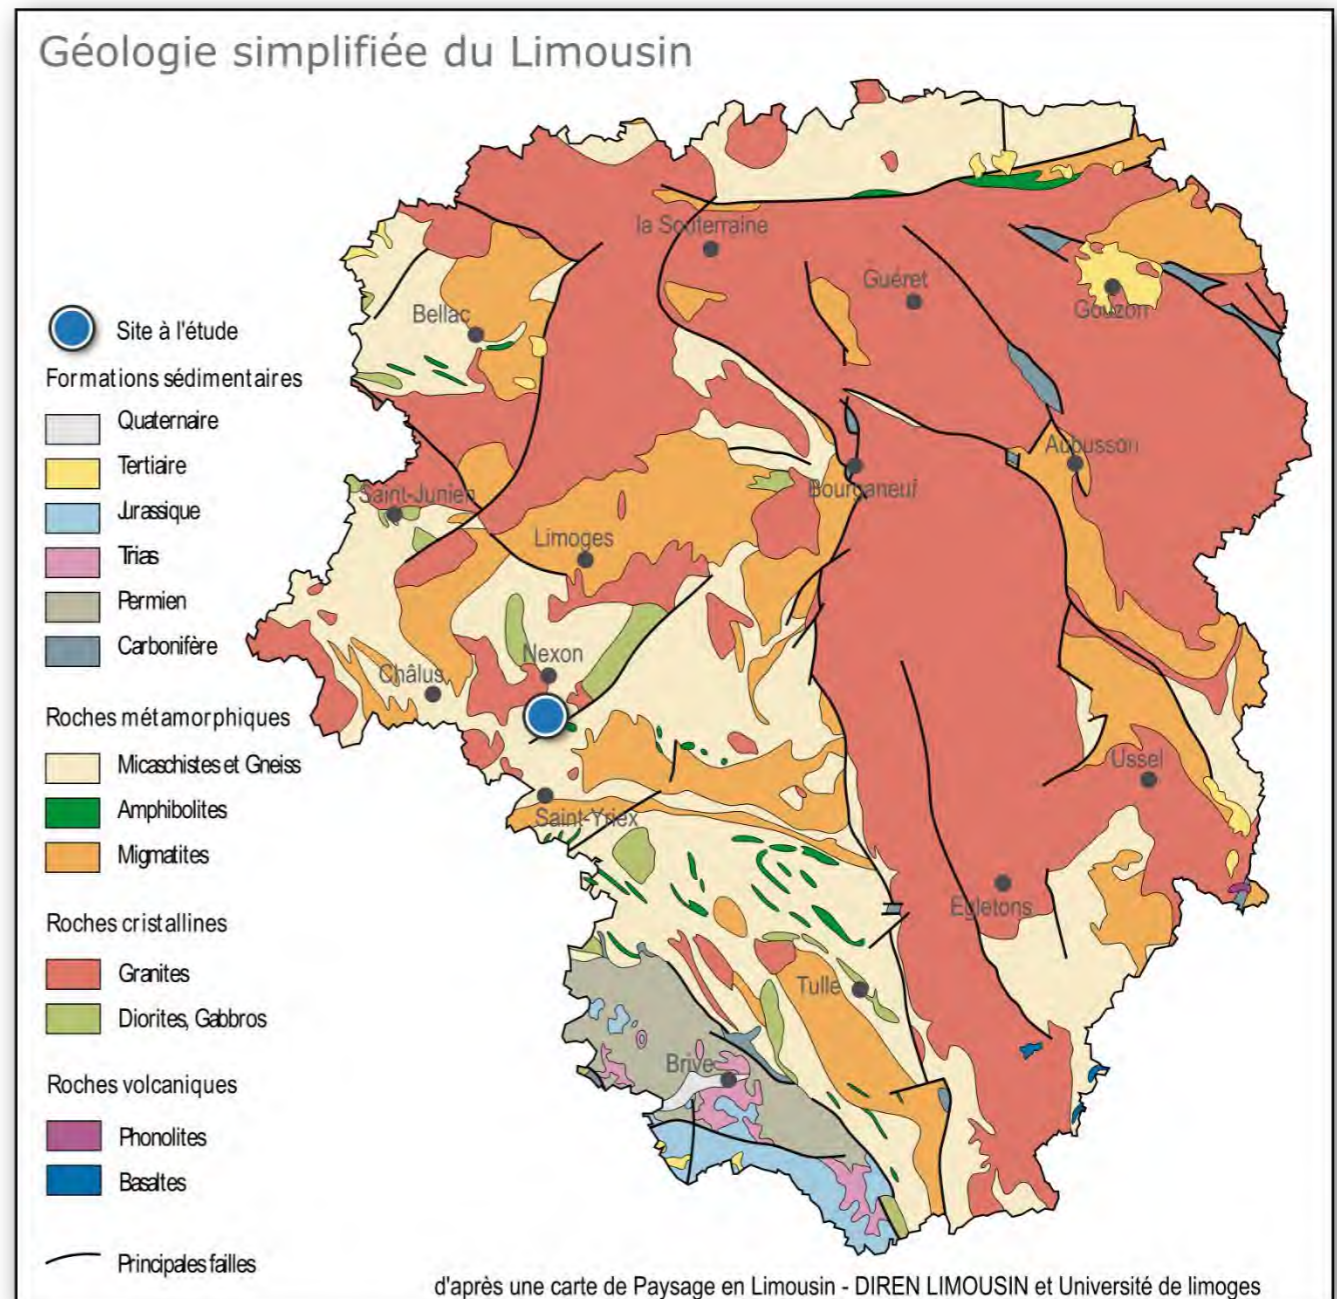 Géologie simplifiée du Limousin
Site à l'étude
Formations sédimentaires
Quaternaire
Tertiaire
Jurassique
Trias
Permien
Carbonifère
Roches métamorphiques
Micaschistes et Gneiss
Amphibolites
Migmatites
Roches cristallines
Granites
Diorites, Gabbros
Roches volcaniques
Phonolites
Basaltes
Principales failles
la Souterraine
Guéret
Gouzon
Bellac
Aubusson
Saint-Junien
Bourganeuf
Limoges
Nexon
Châlus
Ussel
Saint-Yriex
Egletons
Tulle
Brive
d'après une carte de Paysage en Limousin - DIREN LIMOUSIN et Université de limoges